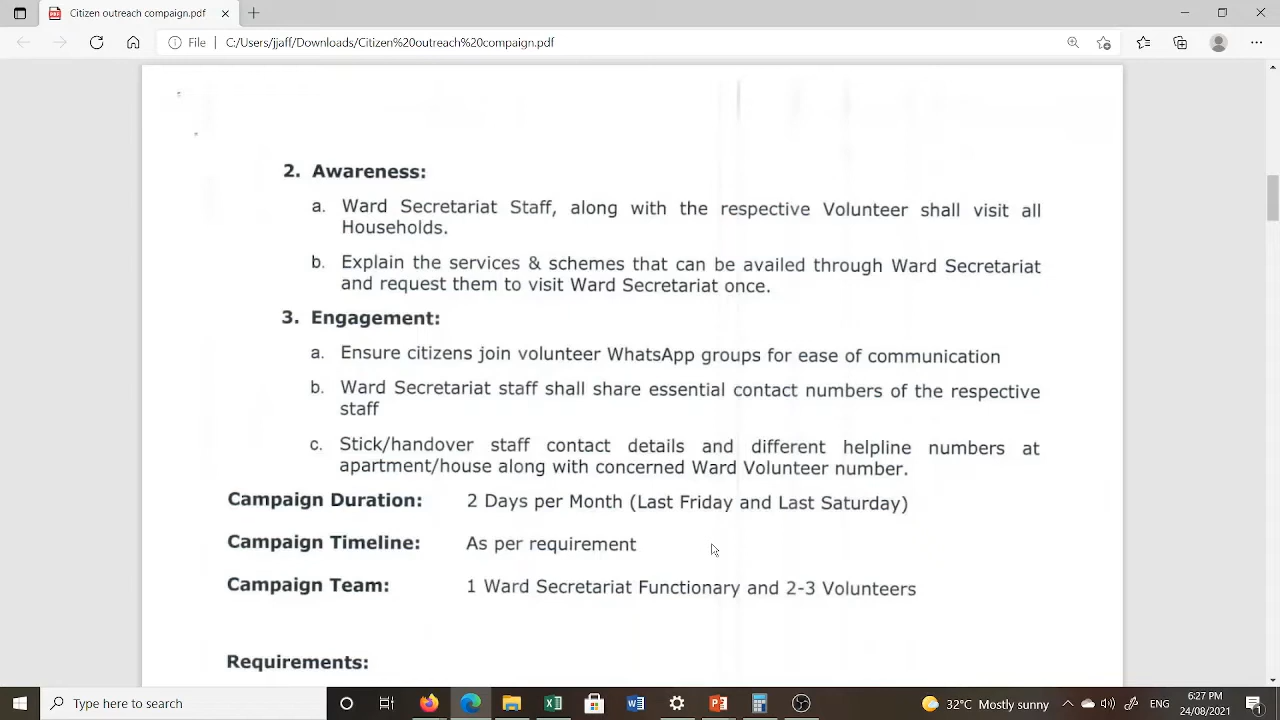 Citizen outreach compaign.pdf
File
C:/Users/jjaff/Downloads/Citizen%20outreach%20compaign.pdf
2. Awareness:
a. Ward Secretariat Staff, along with the respective Volunteer shall visit all
Households.
b. Explain the services & schemes that can be availed through Ward Secretariat
and request them to visit Ward Secretariat once.
3. Engagement:
a. Ensure citizens join volunteer WhatsApp groups for ease of communication
b. Ward Secretariat staff shall share essential contact numbers of the respective
staff
c. Stick/handover staff contact details and different helpline numbers at
apartment/house along with concerned Ward Volunteer number.
Campaign Duration: 2 Days per Month (Last Friday and Last Saturday)
Campaign Timeline: As per requirement
Campaign Team: 1 Ward Secretariat Functionary and 2-3 Volunteers
Requirements:
Type here to search
33°C Mostly sunny
ENG
6:27 PM
24/08/2021